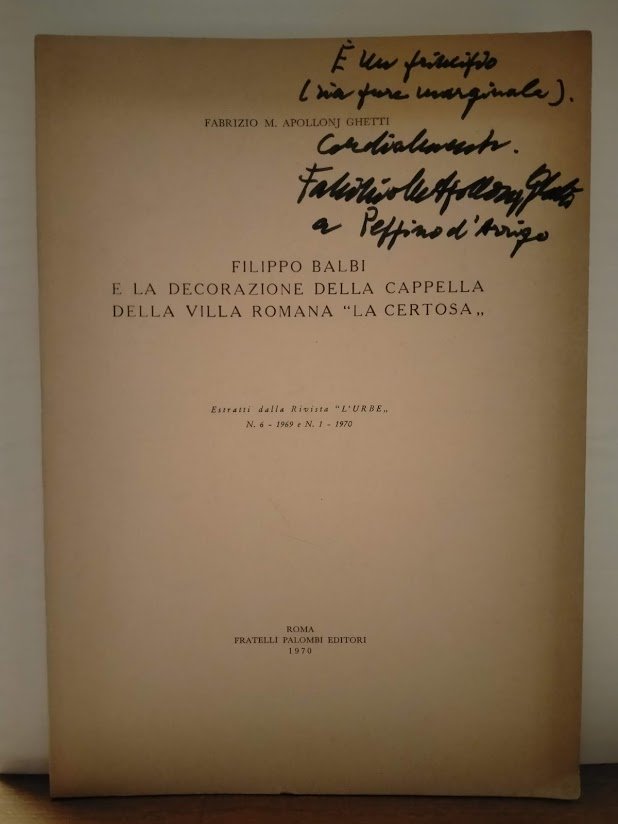 È un principio
(sia pure marginale).
Cordialmente.
Fabrizio M. Apollonj Ghetti
a Peppino d'Arrigo
FABRIZIO M. APOLLONJ GHETTI
FILIPPO BALBI
E LA DECORAZIONE DELLA CAPPELLA
DELLA VILLA ROMANA “LA CERTOSA„
Estratti dalla Rivista “L'URBE„
N. 6 - 1969 e N. 1 - 1970
ROMA
FRATELLI PALOMBI EDITORI
1970